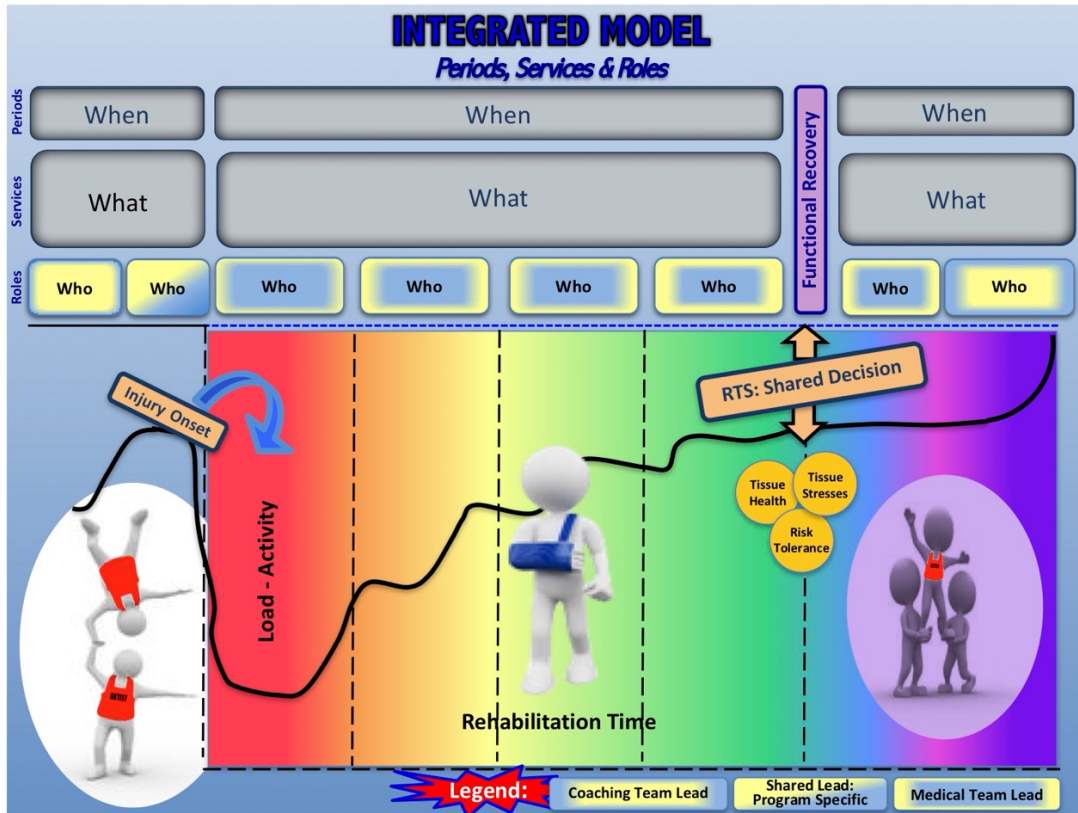 INTEGRATED MODEL
Periods, Services & Roles
Periods
When
When
When
Services
What
What
What
Roles
Who
Who
Who
Who
Who
Who
Who
Who
Functional Recovery
Injury Onset
RTS: Shared Decision
Load - Activity
Tissue
Health
Tissue
Stresses
Risk
Tolerance
ARTIST
Rehabilitation Time
Legend:
Coaching Team Lead
Shared Lead:
Program Specific
Medical Team Lead